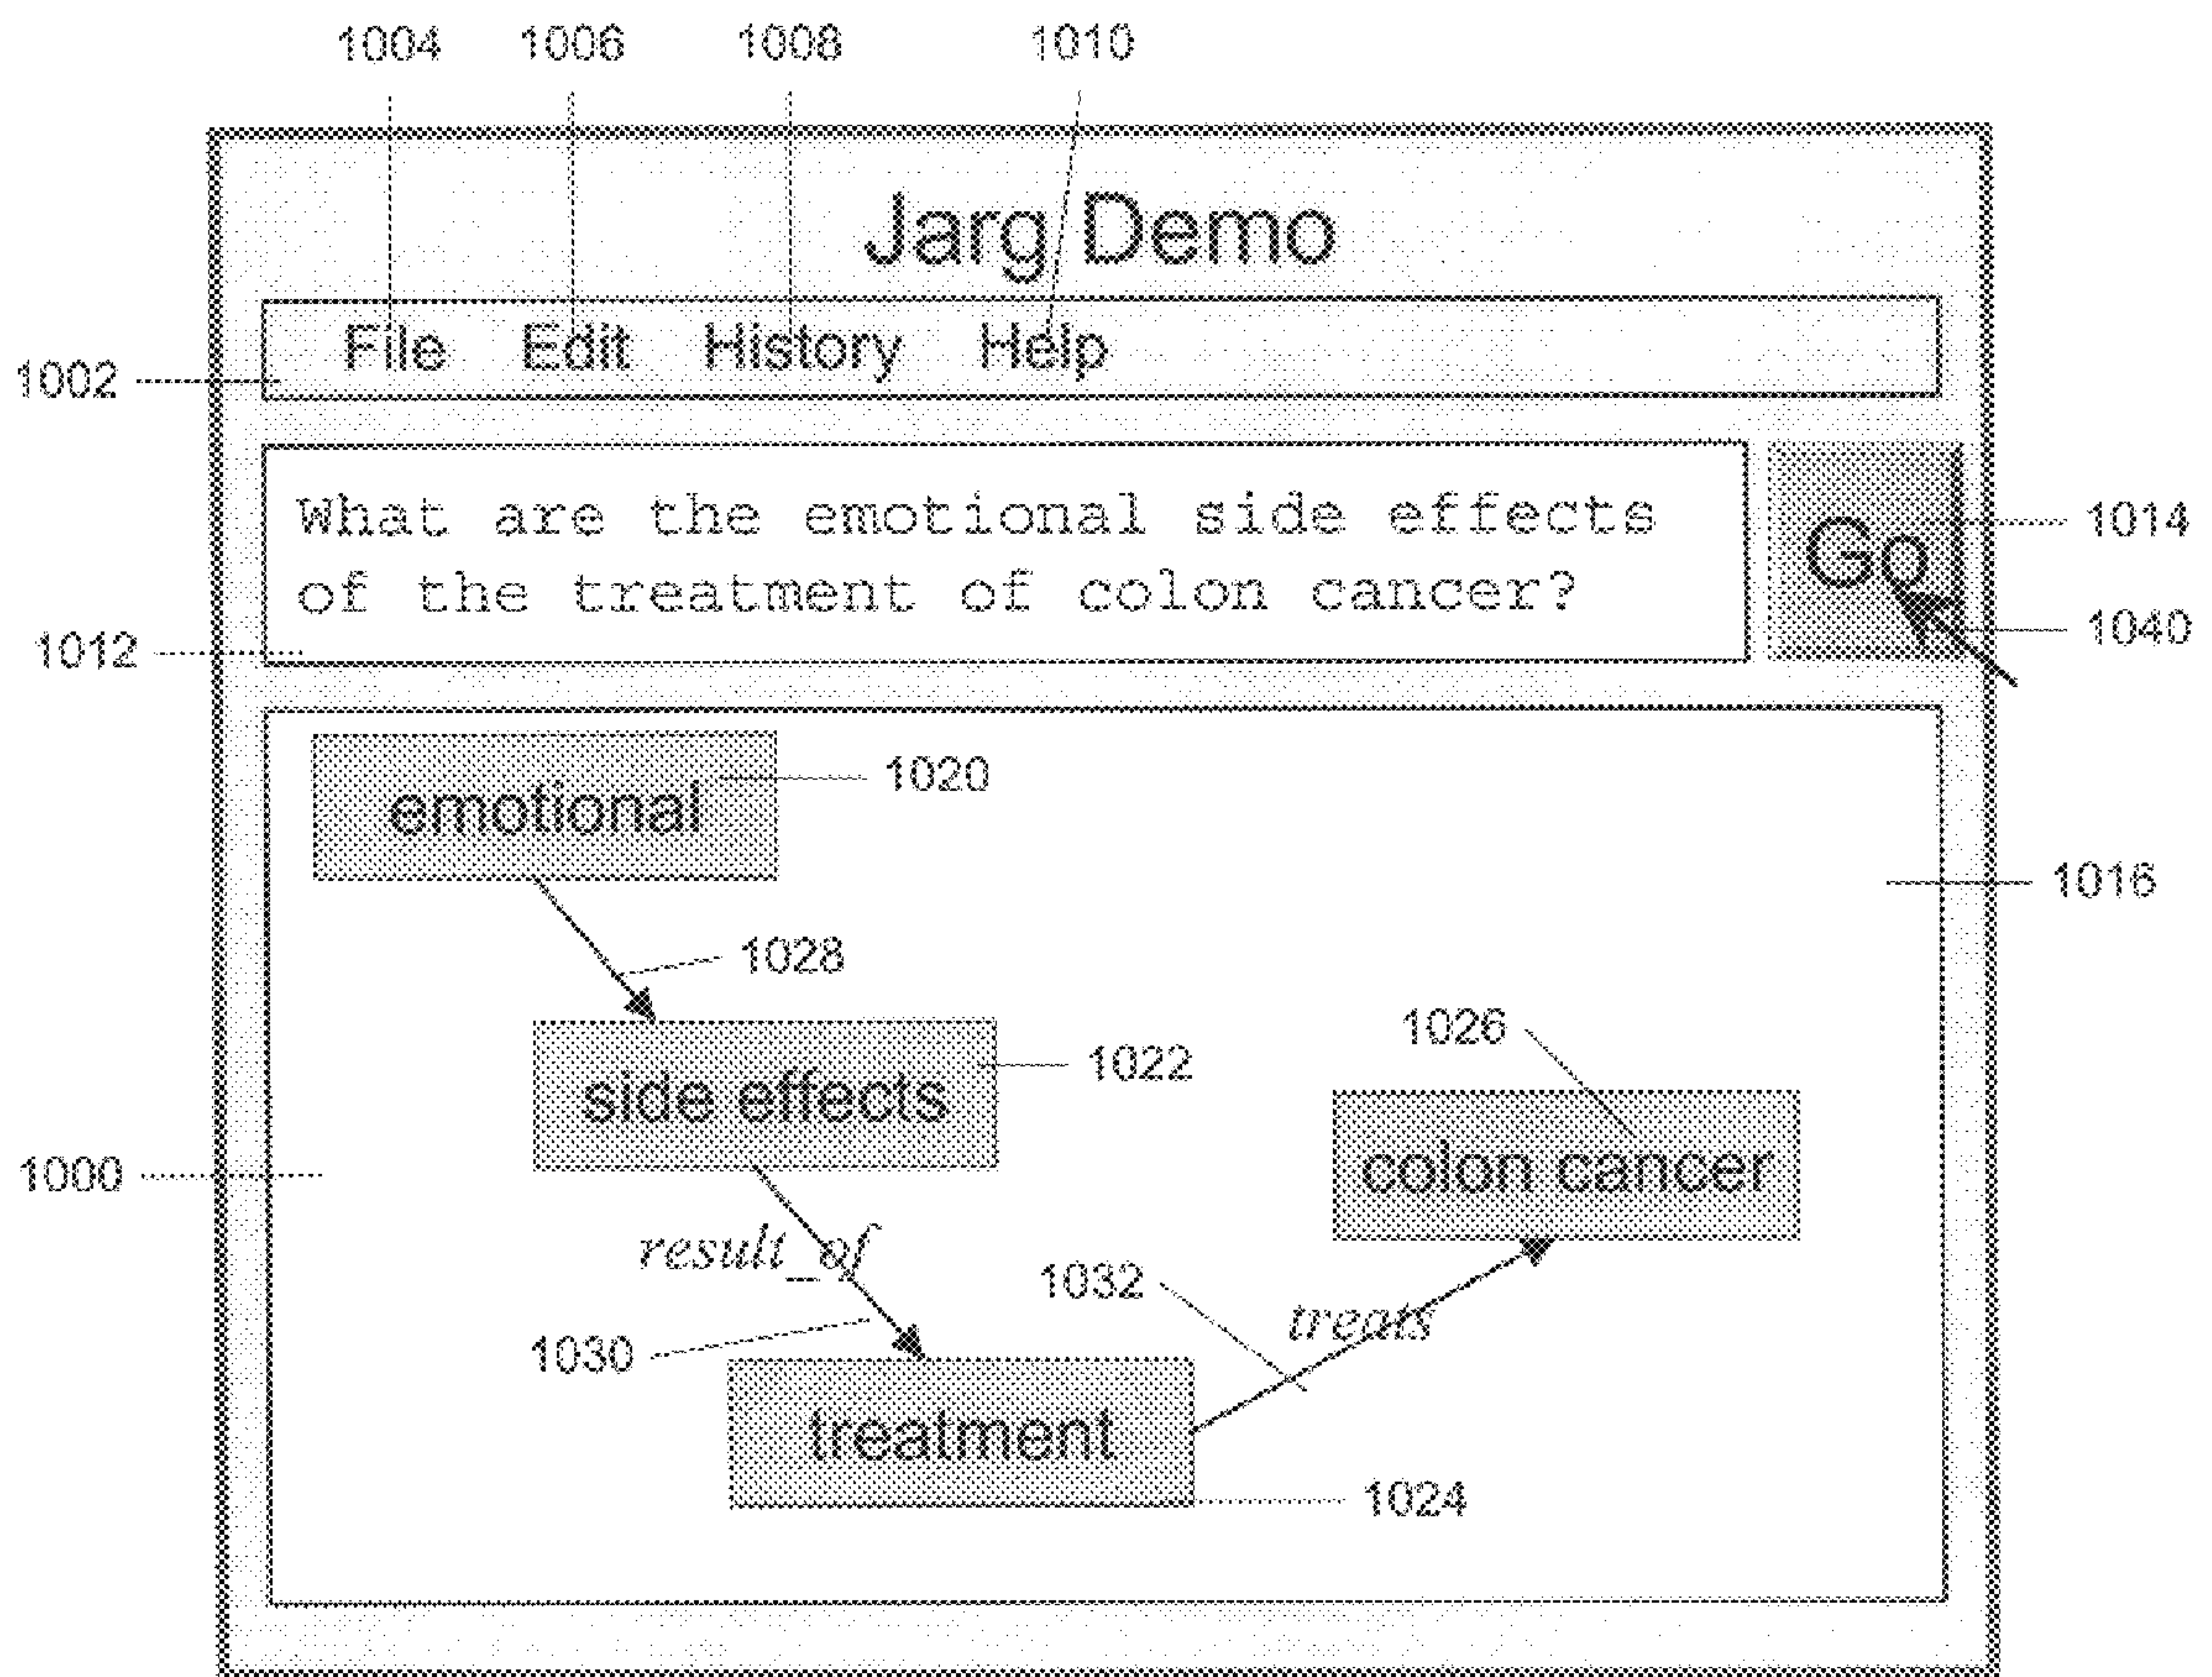 1004 1006 1008 1010
Jarg Demo
File Edit History Help
1002
What are the emotional side effects
of the treatment of colon cancer?
Go
1014
1040
1012
emotional
1020
1016
1028
side effects
1022
1026
colon cancer
1000
result_of
1032
treats
1030
treatment
1024